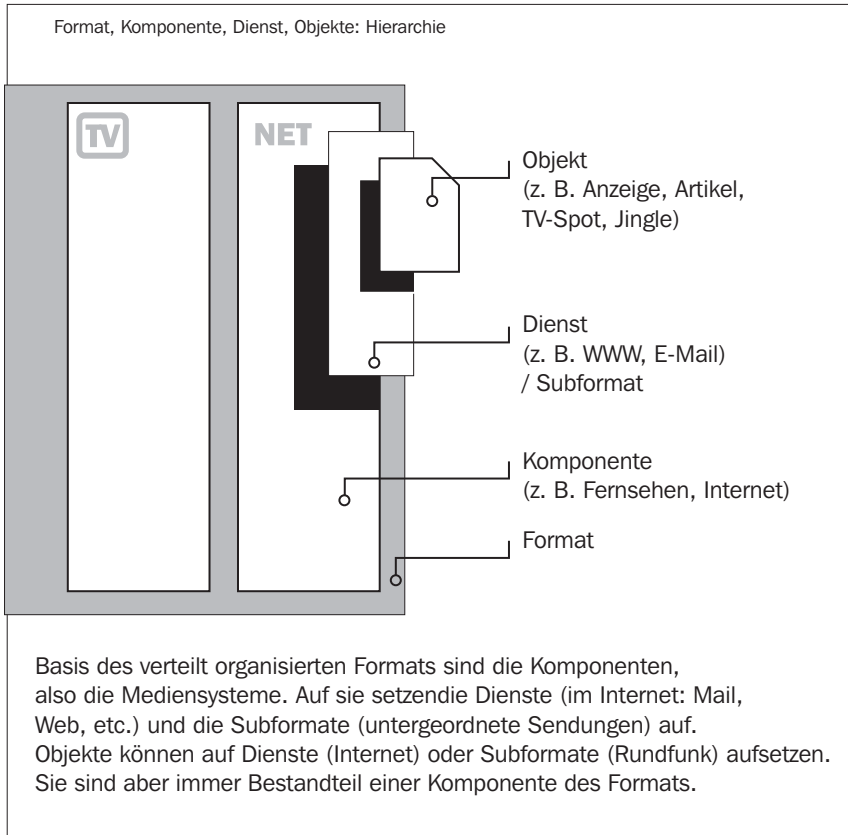 Format, Komponente, Dienst, Objekte: Hierarchie
TV
NET
Objekt
(z. B. Anzeige, Artikel,
TV-Spot, Jingle)
Dienst
(z. B. WWW, E-Mail)
/ Subformat
Komponente
(z. B. Fernsehen, Internet)
Format
Basis des verteilt organisierten Formats sind die Komponenten,
also die Mediensysteme. Auf sie setzendie Dienste (im Internet: Mail,
Web, etc.) und die Subformate (untergeordnete Sendungen) auf.
Objekte können auf Dienste (Internet) oder Subformate (Rundfunk) aufsetzen.
Sie sind aber immer Bestandteil einer Komponente des Formats.